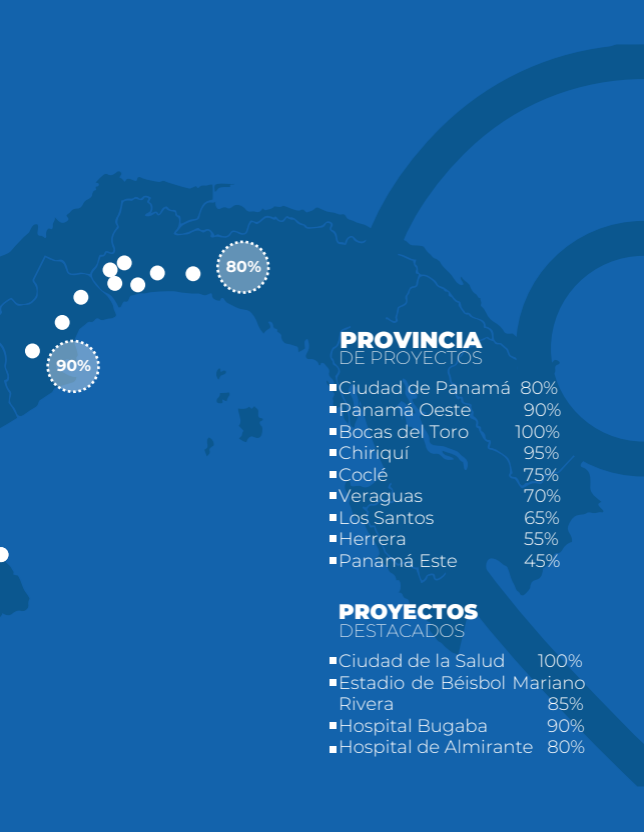 80%
90%
PROVINCIA
DE PROYECTOS
Ciudad de Panamá 80%
Panamá Oeste 90%
Bocas del Toro 100%
Chiriquí 95%
Coclé 75%
Veraguas 70%
Los Santos 65%
Herrera 55%
Panamá Este 45%
PROYECTOS
DESTACADOS
Ciudad de la Salud 100%
Estadio de Béisbol Mariano
Rivera 85%
Hospital Bugaba 90%
Hospital de Almirante 80%